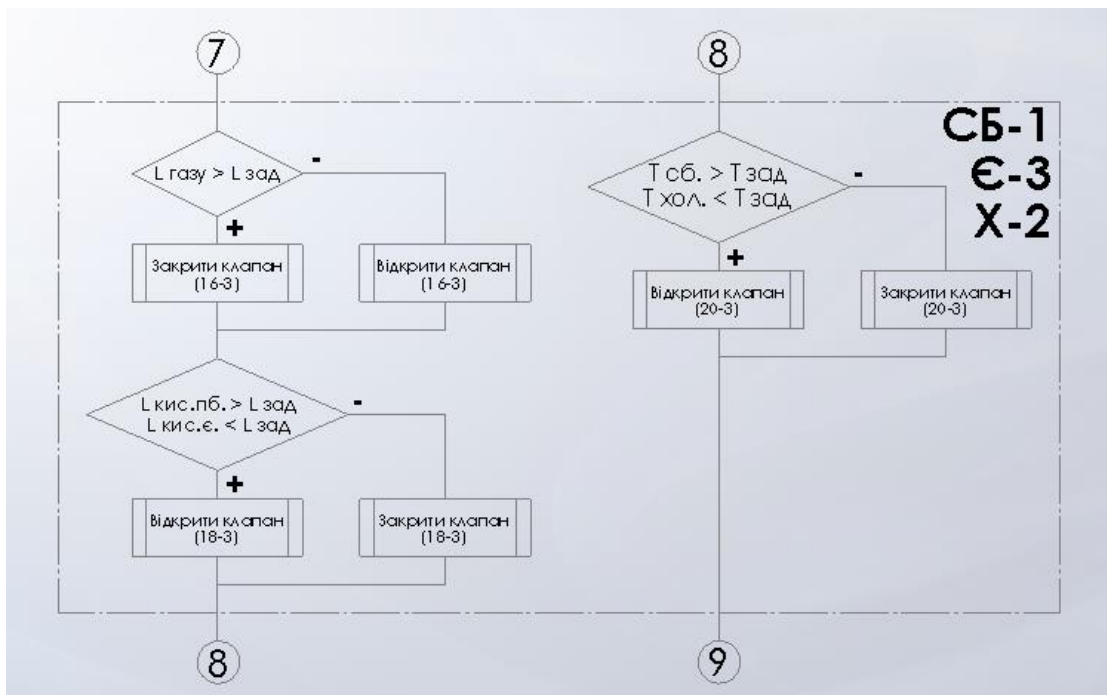 7
L газу > L зад
-
+
Закрити клапан
(16-3)
Відкрити клапан
(16-3)
L кис.пб. > L зад
L кис.є. < L зад
-
+
Відкрити клапан
(18-3)
Закрити клапан
(18-3)
8
8
СБ-1
Є-3
Х-2
Т сб. > Т зад
Т хол. < Т зад
-
+
Відкрити клапан
(20-3)
Закрити клапан
(20-3)
9